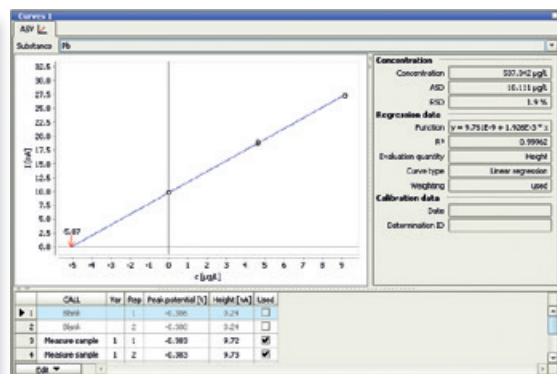 Curves 1
ASV
Substance Pb
32.5
30.0
27.5
25.0
22.5
20.0
17.5
15.0
12.5
10.0
7.5
5.0
2.5
0.0
I [nA]
-5.07
-5 -4 -3 -2 -1 0 1 2 3 4 5 6 7 8 9
c [µg/L]
Concentration
Concentration 507.042 µg/L
ASD 10.111 µg/L
RSD 1.9 %
Regression data
Function
R² 0.99962
Evaluation quantity Height
Curve type Linear regression
Weighting used
Calibration data
Date
Determination ID
CALL Var Rep Peak potential [V] Height [nA] Used
1 Blank 1 -0.386 0.24
2 Blank 2 -0.380 0.24
3 Measure sample 1 1 -0.383 9.72
4 Measure sample 1 2 -0.383 9.73
Edit